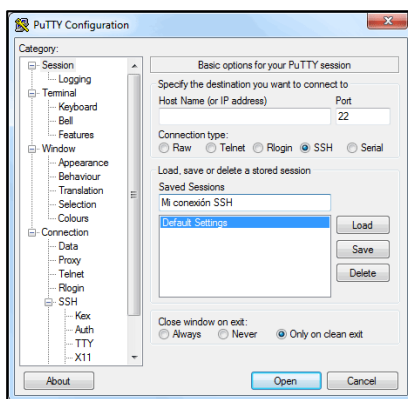 PuTTY Configuration
Category:
Session
Logging
Terminal
Keyboard
Bell
Features
Window
Appearance
Behaviour
Translation
Selection
Colours
Connection
Data
Proxy
Telnet
Rlogin
SSH
Kex
Auth
TTY
X11
Basic options for your PuTTY session
Specify the destination you want to connect to
Host Name (or IP address) Port
22
Connection type:
Raw Telnet Rlogin SSH Serial
Load, save or delete a stored session
Saved Sessions
Mi conexión SSH
Default Settings
Load
Save
Delete
Close window on exit:
Always Never Only on clean exit
About Open Cancel